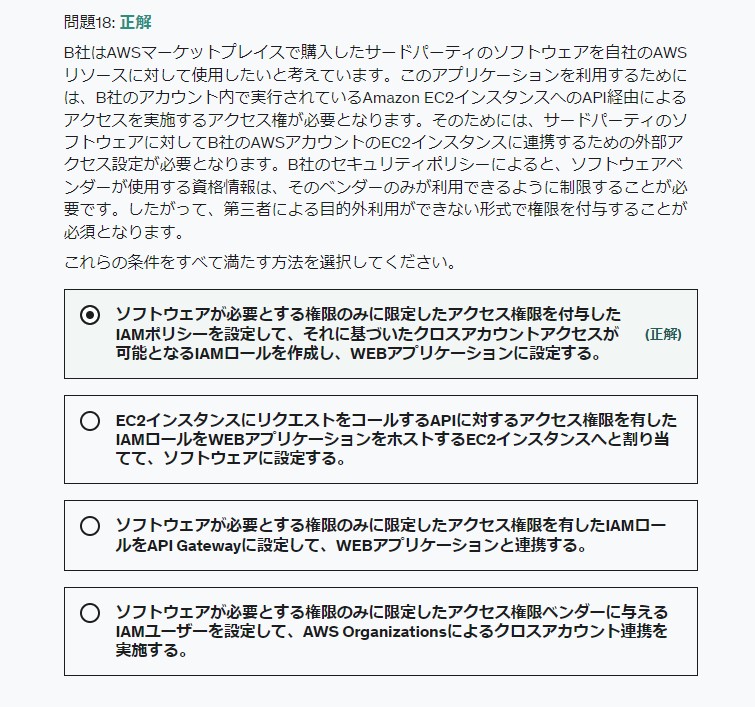 問題18: 正解
B社はAWSマーケットプレイスで購入したサードパーティのソフトウェアを自社のAWS
リソースに対して使用したいと考えています。このアプリケーションを利用するために
は、B社のアカウント内で実行されているAmazon EC2インスタンスへのAPI経由による
アクセスを実施するアクセス権が必要となります。そのためには、サードパーティのソ
フトウェアに対してB社のAWSアカウントのEC2インスタンスに連携するための外部ア
クセス設定が必要となります。B社のセキュリティポリシーによると、ソフトウェアベ
ンダーが使用する資格情報は、そのベンダーのみが利用できるように制限することが必
要です。したがって、第三者による目的外利用ができない形式で権限を付与することが
必須となります。
これらの条件をすべて満たす方法を選択してください。
ソフトウェアが必要とする権限のみに限定したアクセス権限を付与した
IAMポリシーを設定して、それに基づいたクロスアカウントアクセスが
可能となるIAMロールを作成し、WEBアプリケーションに設定する。
(正解)
EC2インスタンスにリクエストをコールするAPIに対するアクセス権限を有した
IAMロールをWEBアプリケーションをホストするEC2インスタンスへと割り当
てて、ソフトウェアに設定する。
ソフトウェアが必要とする権限のみに限定したアクセス権限を有したIAMロー
ルをAPI Gatewayに設定して、WEBアプリケーションと連携する。
ソフトウェアが必要とする権限のみに限定したアクセス権限ベンダーに与える
IAMユーザーを設定して、AWS Organizationsによるクロスアカウント連携を
実施する。